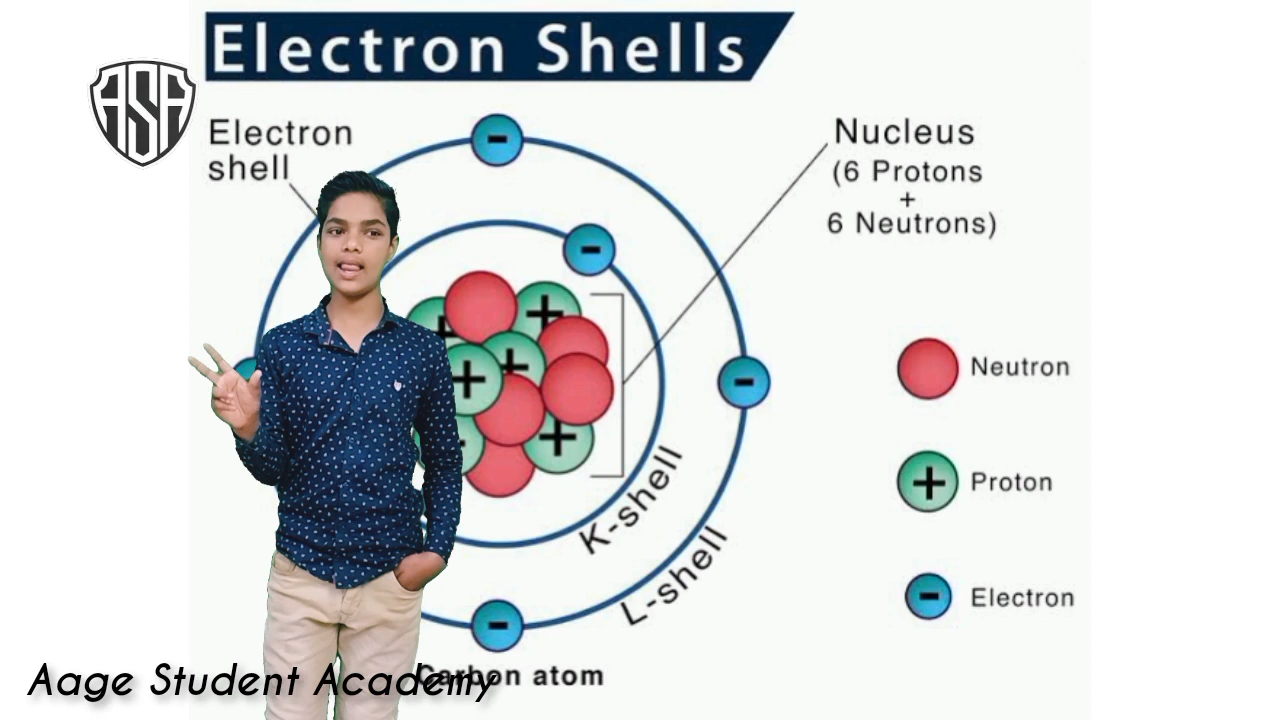 Electron Shells
ASA
Electron
shell
Nucleus
(6 Protons
+
6 Neutrons)
Neutron
+
Proton
-
Electron
K-shell
L-shell
Carbon atom
Aage Student Academy